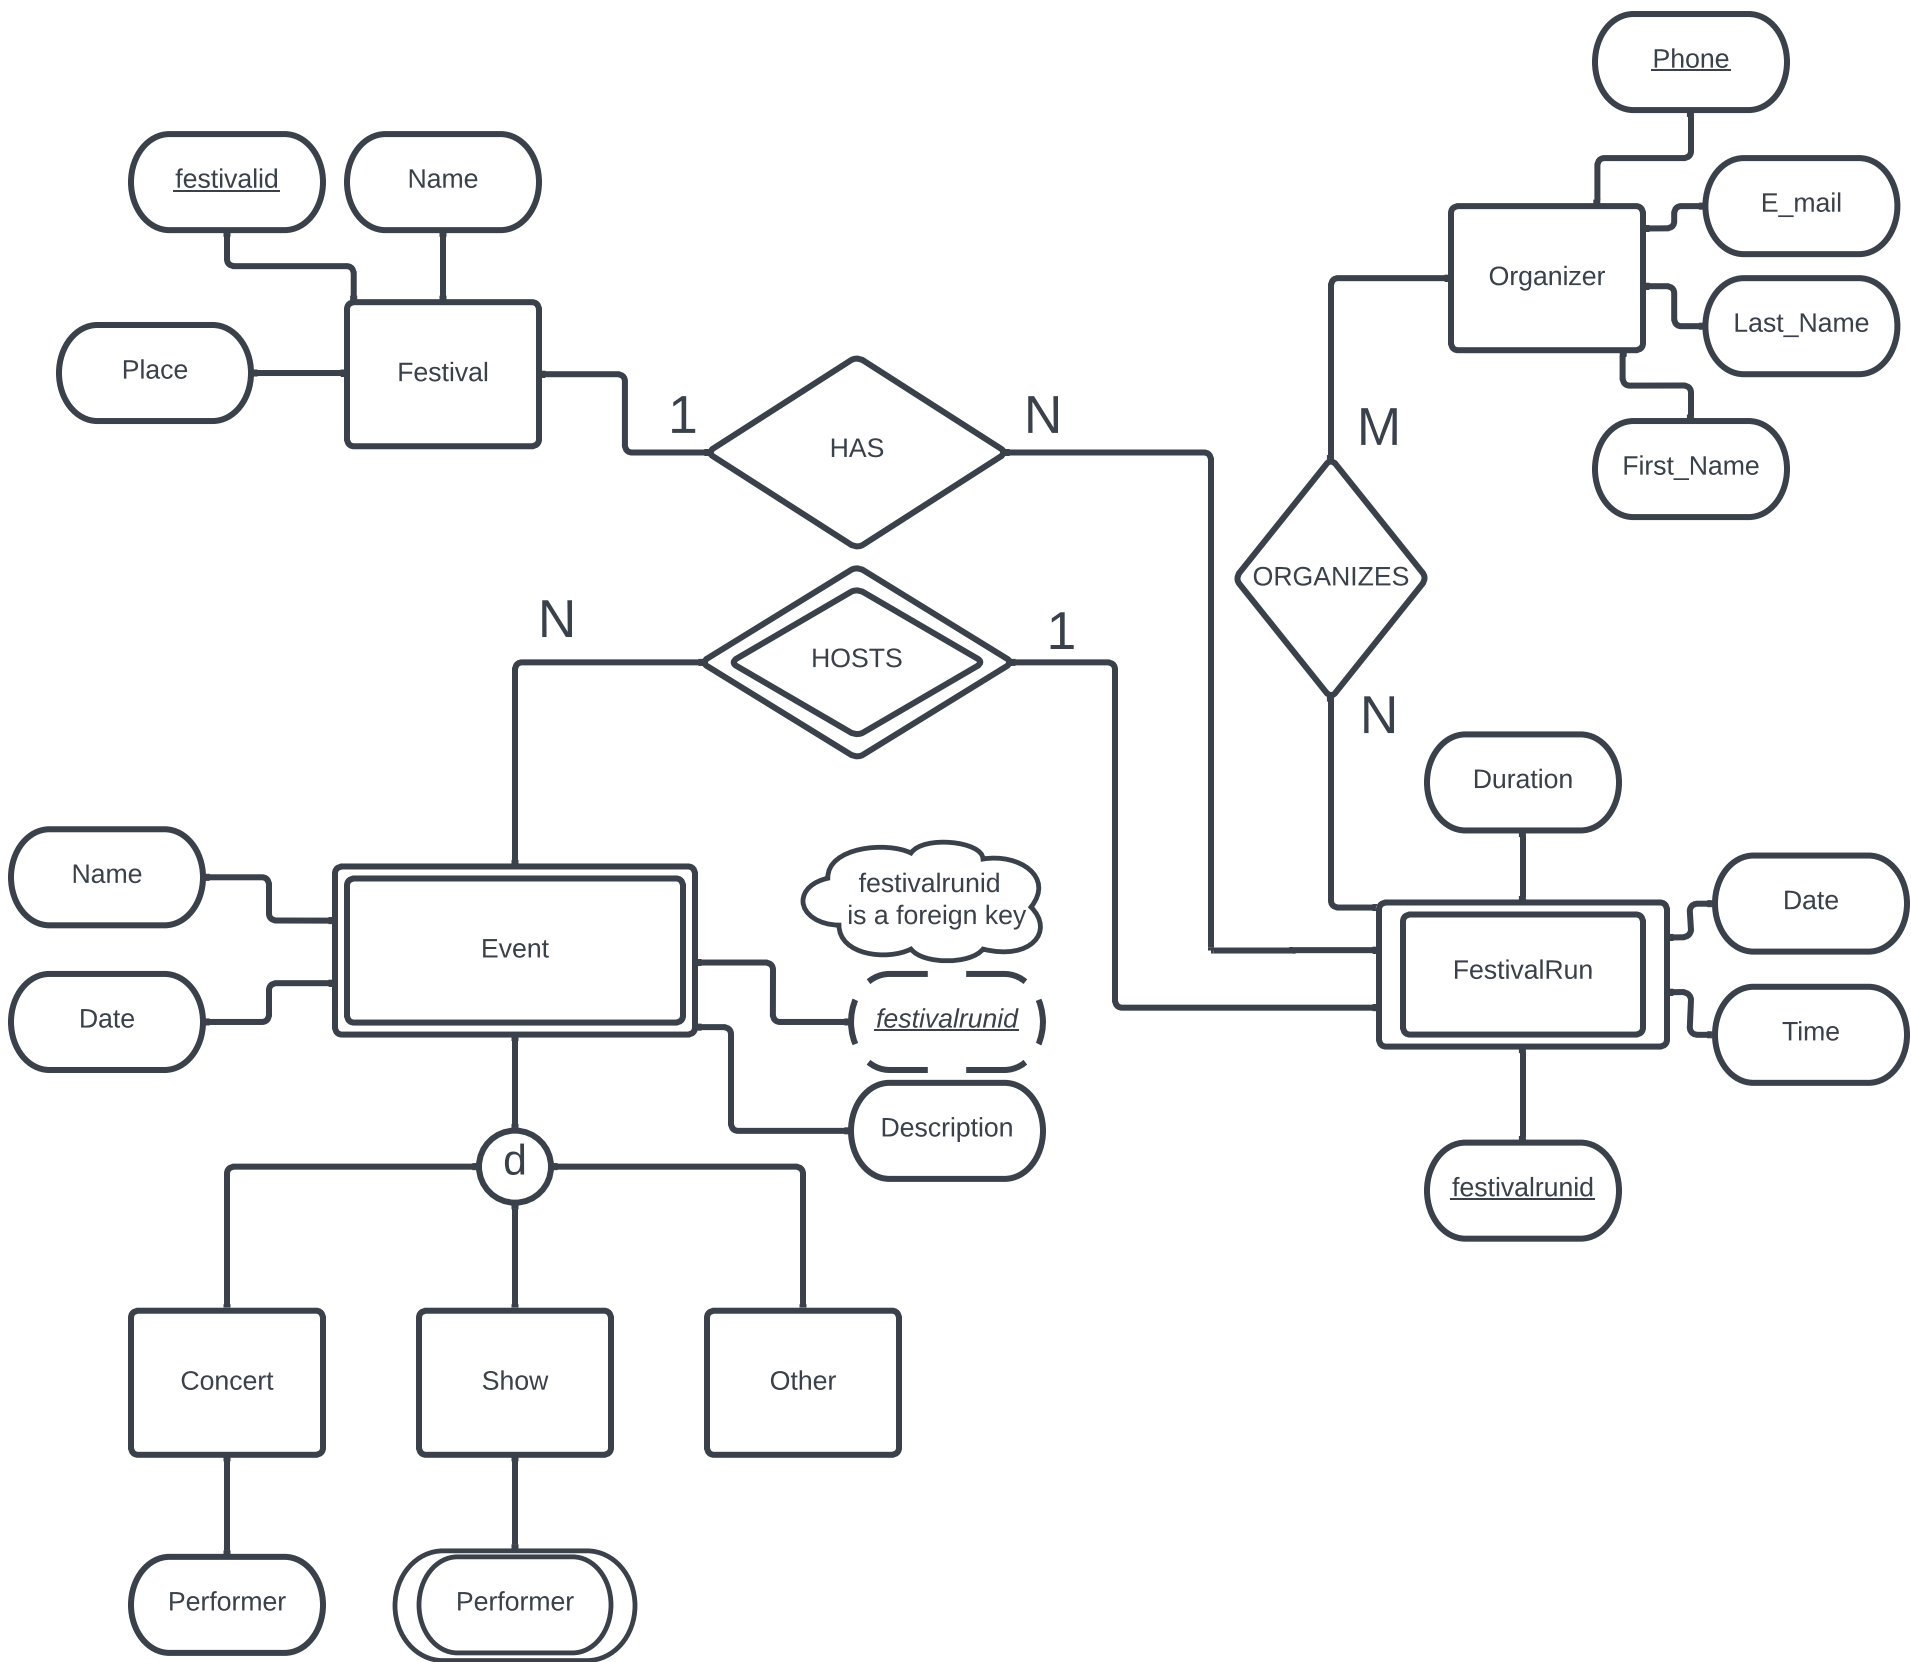 Phone
festivalid
Name
E_mail
Organizer
Last_Name
Place
Festival
1
N
M
HAS
First_Name
ORGANIZES
N
1
HOSTS
N
Duration
Name
festivalrunid
is a foreign key
Date
Event
FestivalRun
Date
festivalrunid
Time
Description
d
festivalrunid
Concert
Show
Other
Performer
Performer